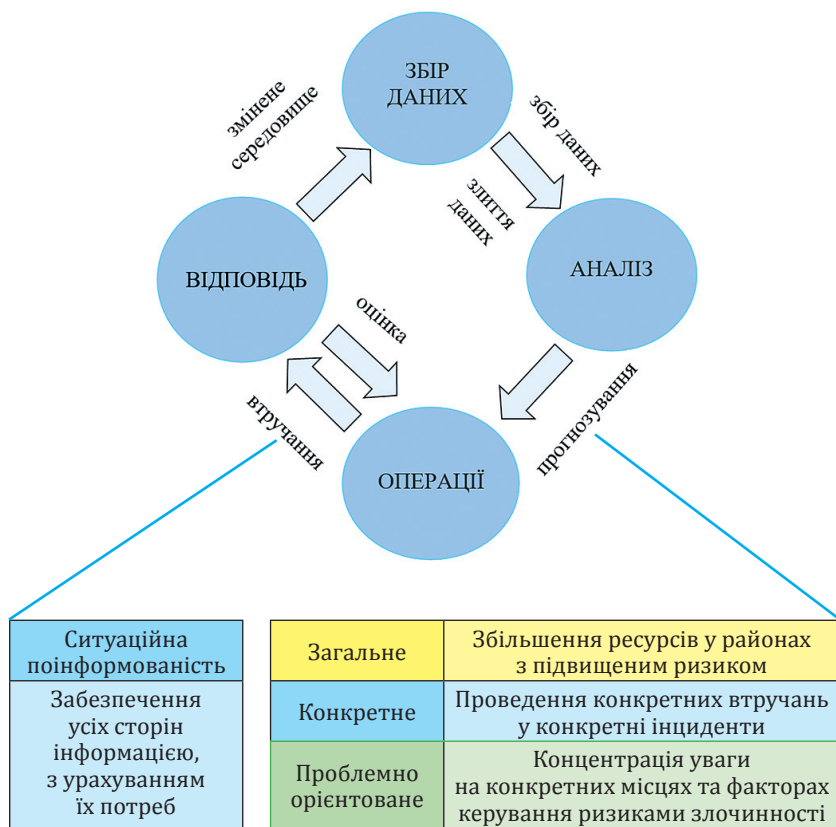 ЗБІР
ДАНИХ
змінене
середовище
збір даних
злиття
даних
ВІДПОВІДЬ
АНАЛІЗ
оцінка
втручання
прогнозування
ОПЕРАЦІЇ
Ситуаційна
поінформованість
Забезпечення
усіх сторін
інформацією,
з урахуванням
їх потреб
Загальне
Збільшення ресурсів у районах
з підвищеним ризиком
Конкретне
Проведення конкретних втручань
у конкретні інциденти
Проблемно
орієнтоване
Концентрація уваги
на конкретних місцях та факторах
керування ризиками злочинності